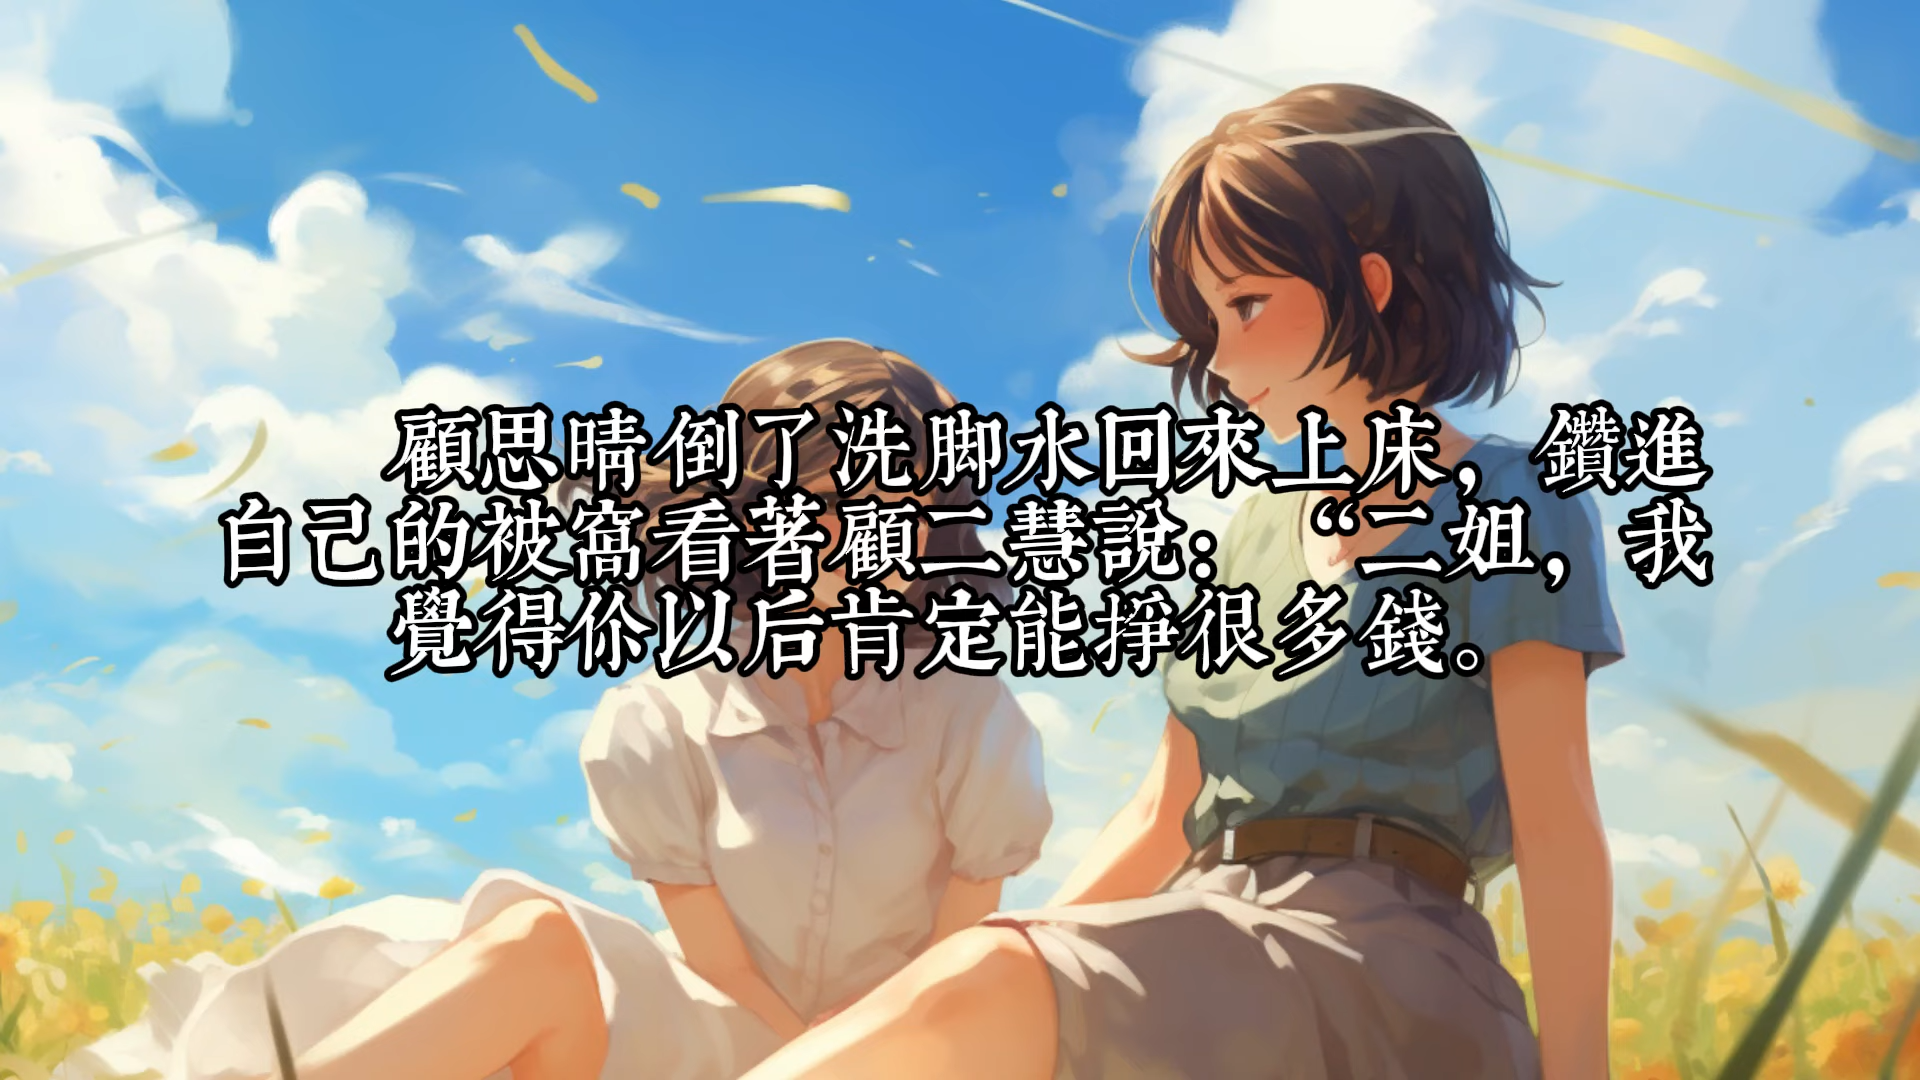 顧思晴倒了洗脚水回來上床，鑽進
自己的被窩看著顧二慧說：“二姐，我
覺得你以后肯定能掙很多錢。